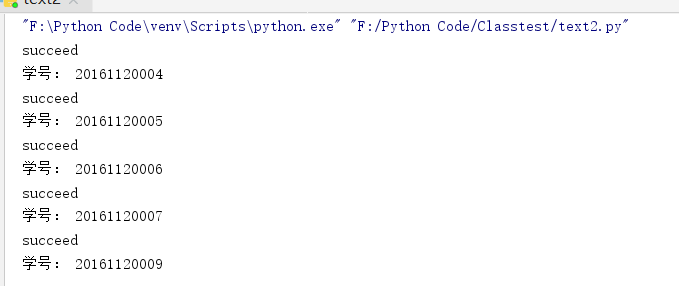 text2
"F:\Python Code\venv\Scripts\python.exe" "F:/Python Code/Classtest/text2.py"
succeed
学号： 20161120004
succeed
学号： 20161120005
succeed
学号： 20161120006
succeed
学号： 20161120007
succeed
学号： 20161120009